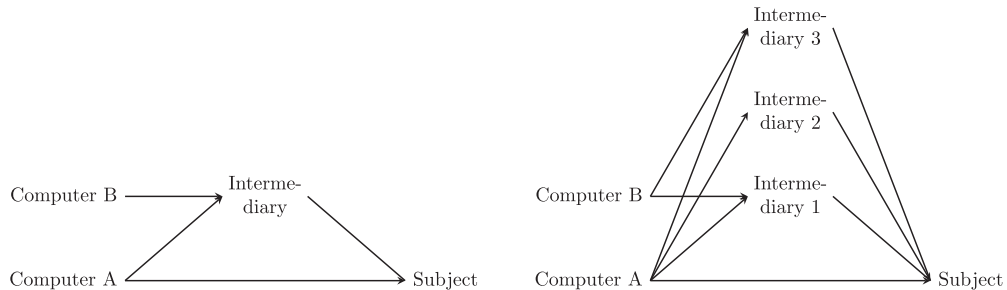 Interme-
diary 3
Interme-
diary 2
Computer B
Interme-
diary
Computer B
Interme-
diary 1
Computer A
Subject
Computer A
Subject